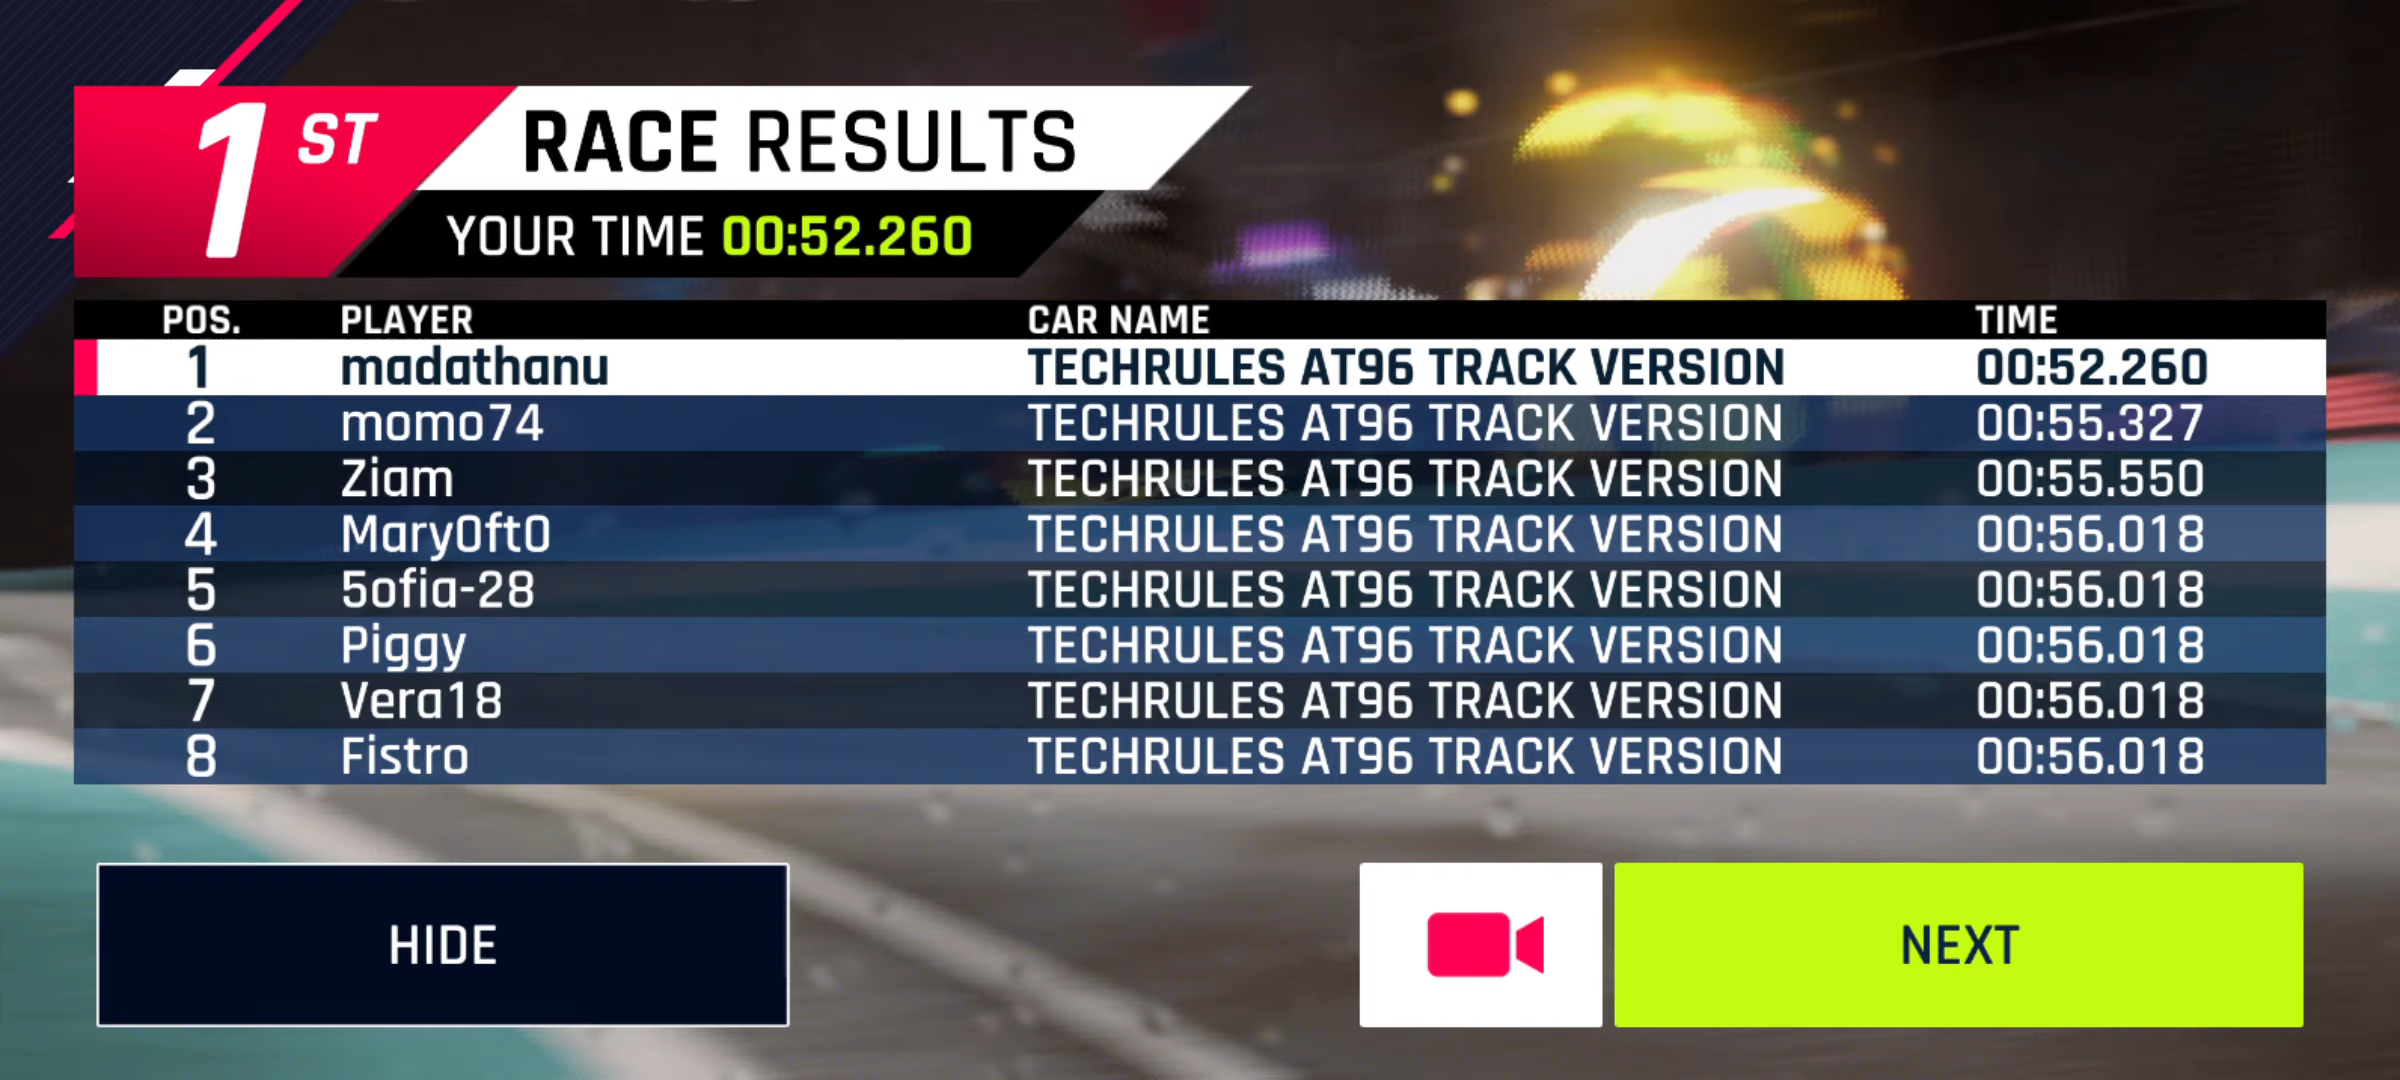 1ST
RACE RESULTS
YOUR TIME 00:52.260
POS. PLAYER CAR NAME TIME
1 madathanu TECHRULES AT96 TRACK VERSION 00:52.260
2 momo74 TECHRULES AT96 TRACK VERSION 00:55.327
3 Ziam TECHRULES AT96 TRACK VERSION 00:55.550
4 Mary0ft0 TECHRULES AT96 TRACK VERSION 00:56.018
5 5ofia-28 TECHRULES AT96 TRACK VERSION 00:56.018
6 Piggy TECHRULES AT96 TRACK VERSION 00:56.018
7 Vera18 TECHRULES AT96 TRACK VERSION 00:56.018
8 Fistro TECHRULES AT96 TRACK VERSION 00:56.018
HIDE
NEXT